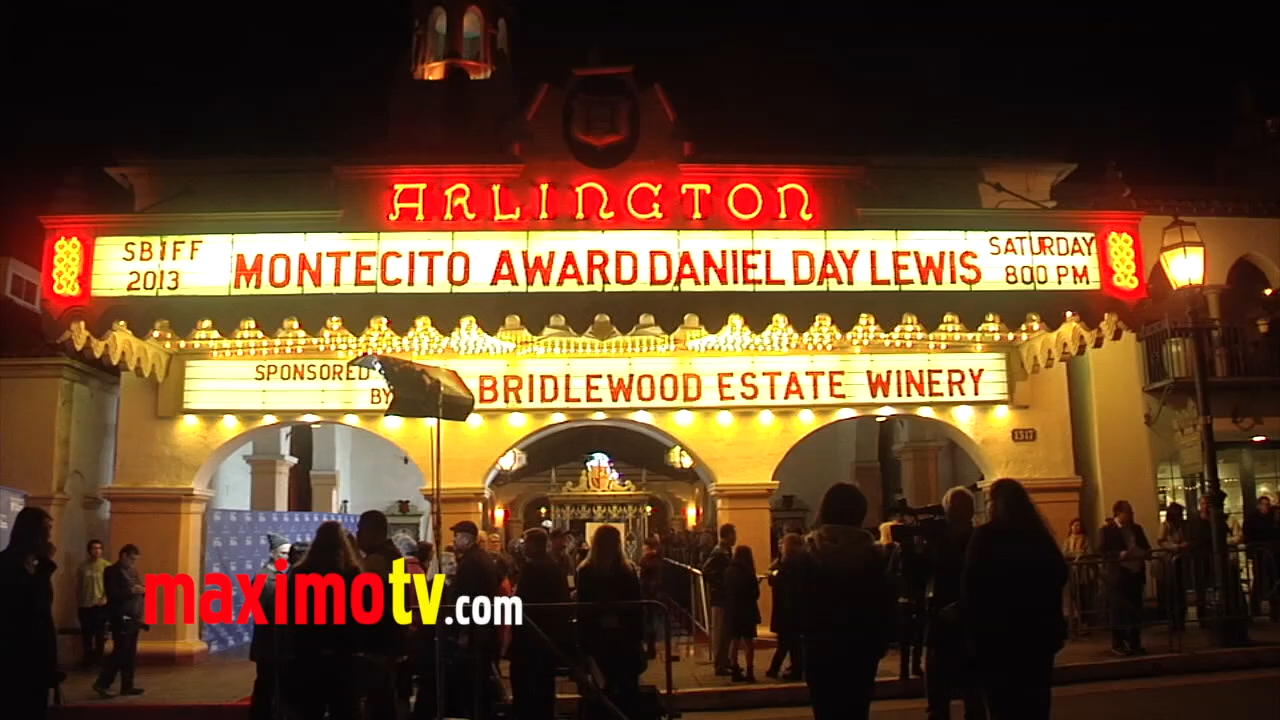 ARLINGTON
SBIFF
2013
MONTECITO AWARD DANIEL DAY LEWIS
SATURDAY
800 PM
SPONSORED
BY
BRIDLEWOOD ESTATE WINERY
1317
maximotv.com